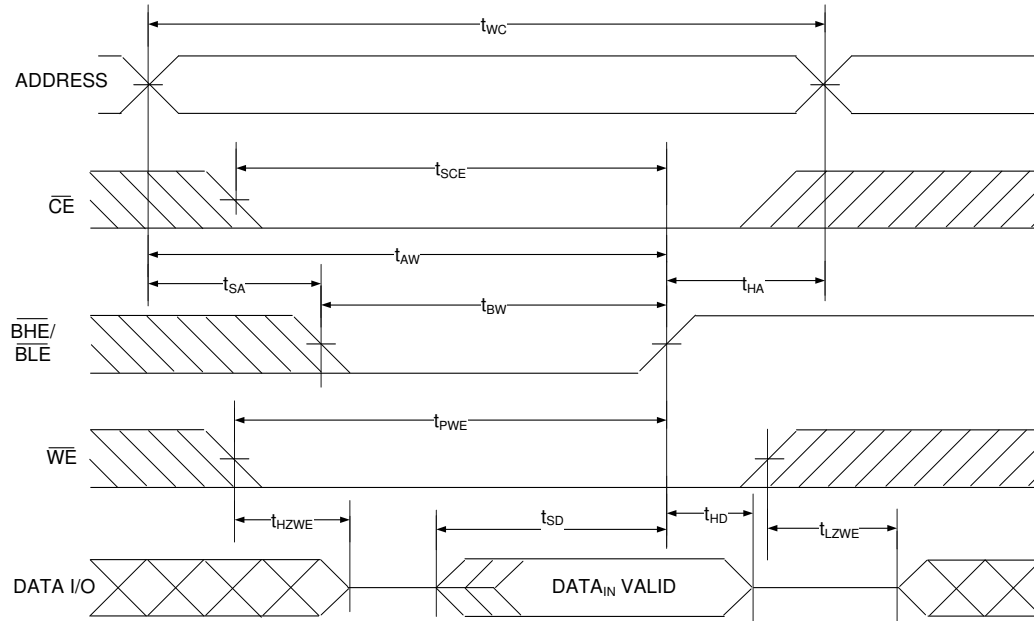 tWC
ADDRESS
tSCE
CE
tAW
tSA
tHA
tBW
BHE/
BLE
tPWE
WE
tHZWE
tSD
tHD
tLZWE
DATA I/O
DATAIN VALID